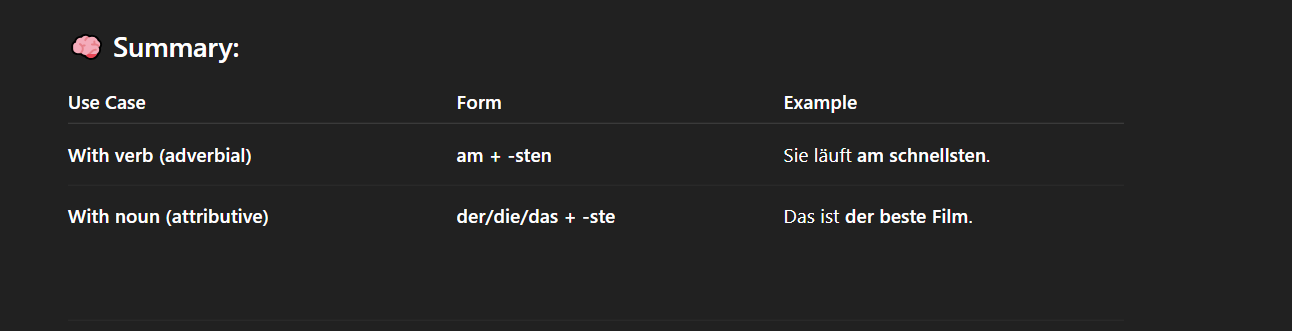 🧠 Summary:
Use Case Form Example
With verb (adverbial) am + -sten Sie läuft am schnellsten.
With noun (attributive) der/die/das + -ste Das ist der beste Film.